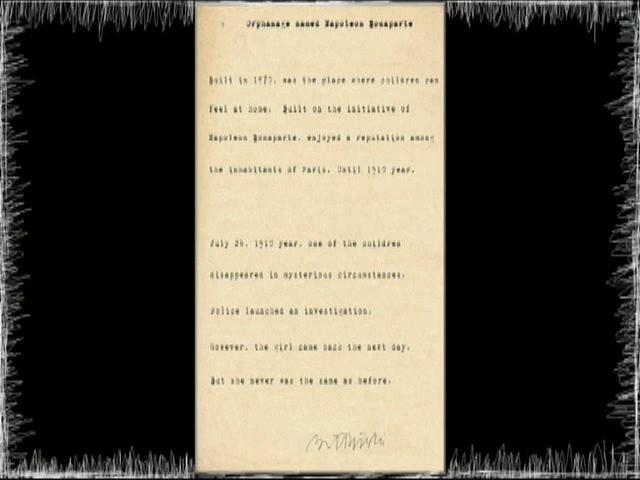 Orphanage named Napoleon Bonaparte
Built in 18 was the place where children can
feel at home. Built on the initiative of
Napoleon Bonaparte, enjoyed a reputation among
the inhabitants of Paris. Until 1910 year.
July 24, 1910 year, one of the children
disappeared in mysterious circumstances.
Police launched an investigation.
However, the girl came back the next day.
But she never was the same as before.